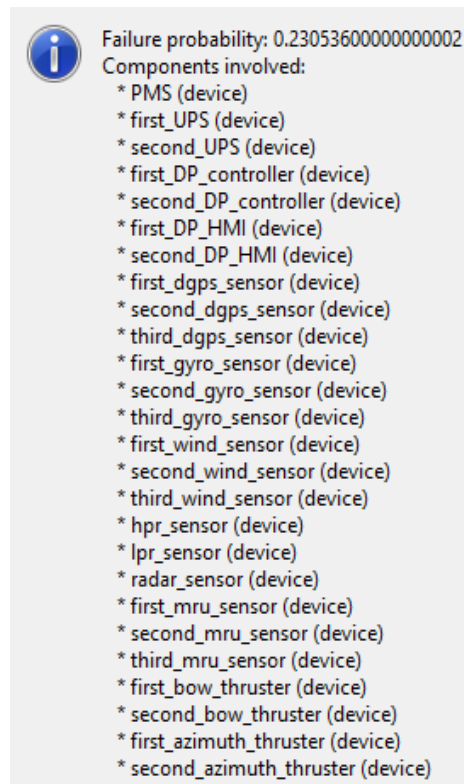 Failure probability: 0.23053600000000002
Components involved:
* PMS (device)
* first_UPS (device)
* second_UPS (device)
* first_DP_controller (device)
* second_DP_controller (device)
* first_DP_HMI (device)
* second_DP_HMI (device)
* first_dgps_sensor (device)
* second_dgps_sensor (device)
* third_dgps_sensor (device)
* first_gyro_sensor (device)
* second_gyro_sensor (device)
* third_gyro_sensor (device)
* first_wind_sensor (device)
* second_wind_sensor (device)
* third_wind_sensor (device)
* hpr_sensor (device)
* lpr_sensor (device)
* radar_sensor (device)
* first_mru_sensor (device)
* second_mru_sensor (device)
* third_mru_sensor (device)
* first_bow_thruster (device)
* second_bow_thruster (device)
* first_azimuth_thruster (device)
* second_azimuth_thruster (device)